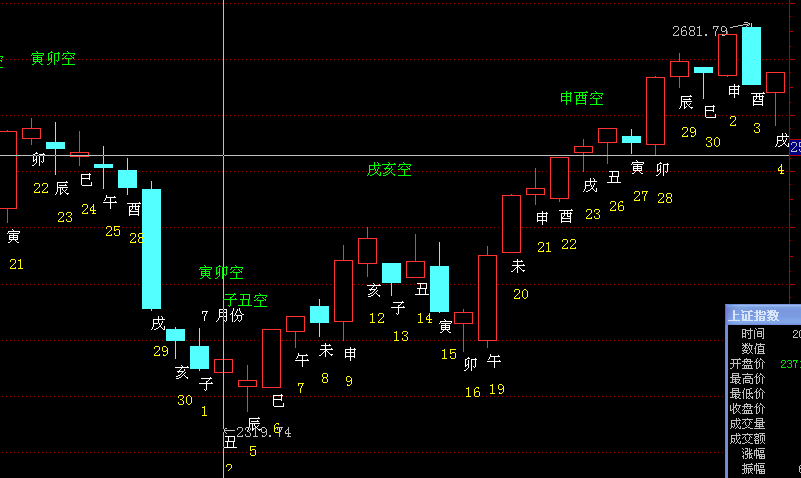 寅卯空
寅
21
卯
22
辰
23
巳
24
午
25
酉
28
戌
29
亥
30
子
1
丑
2
辰
5
巳
6
午
7
未
8
申
9
亥
12
子
13
丑
14
寅
15
卯
16
午
19
未
20
申
21
酉
22
戌
23
丑
26
寅
27
卯
28
辰
29
巳
30
申
2
酉
3
戌
4
寅卯空
子丑空
7 月份
←2319.74
戌亥空
申酉空
2681.79
25
上证指数
时间 20
数值
开盘价 2371
最高价
最低价
收盘价
成交量
成交额
涨幅
振幅 6